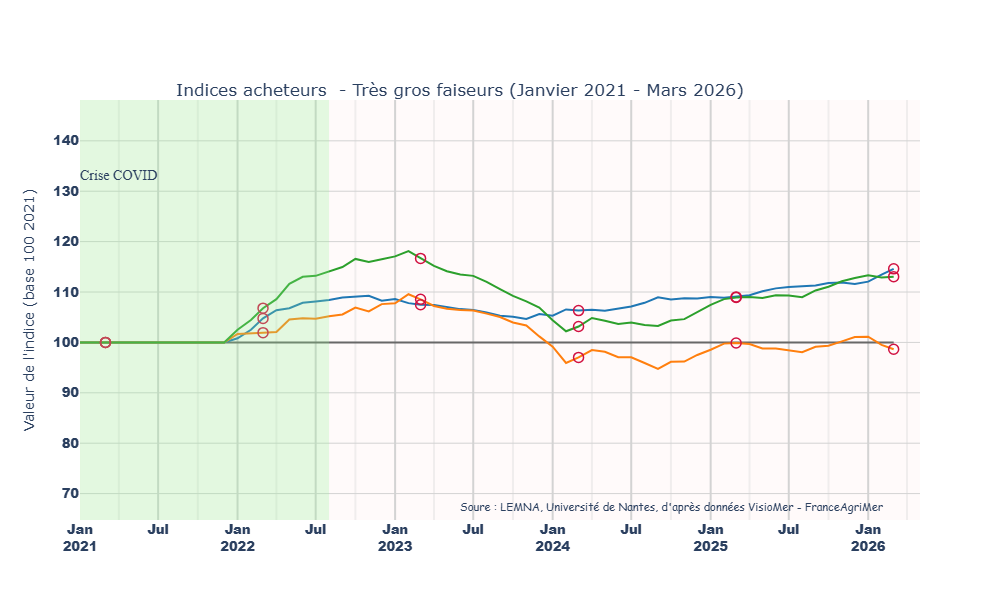 Indices acheteurs  - Très gros faiseurs (Janvier 2021 - Mars 2026)
Valeur de l'indice (base 100 2021)
140
Crise COVID
130
120
110
100
90
80
70
Soure : LEMNA, Université de Nantes, d'après données VisioMer - FranceAgriMer
Jan Jul Jan Jul Jan Jul Jan Jul Jan Jul Jan
2021 2022 2023 2024 2025 2026